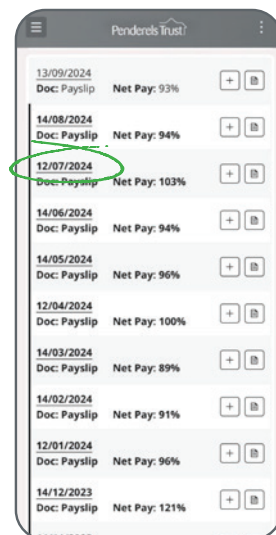 Penderels Trust
13/09/2024
Doc: Payslip Net Pay: 93%
14/08/2024
Doc: Payslip Net Pay: 94%
12/07/2024
Doc: Payslip Net Pay: 103%
14/06/2024
Doc: Payslip Net Pay: 94%
14/05/2024
Doc: Payslip Net Pay: 96%
12/04/2024
Doc: Payslip Net Pay: 100%
14/03/2024
Doc: Payslip Net Pay: 89%
14/02/2024
Doc: Payslip Net Pay: 91%
12/01/2024
Doc: Payslip Net Pay: 96%
14/12/2023
Doc: Payslip Net Pay: 121%